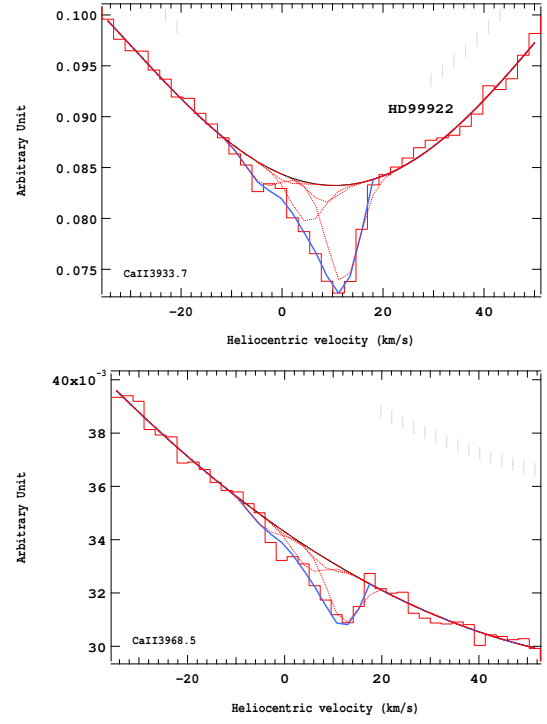 0.100
0.095
HD99922
0.090
Arbitrary Unit
0.085
0.080
0.075
CaII3933.7
-20 0 20 40
Heliocentric velocity (km/s)
40x10-3
38
36
Arbitrary Unit
34
32
30
CaII3968.5
-20 0 20 40
Heliocentric velocity (km/s)